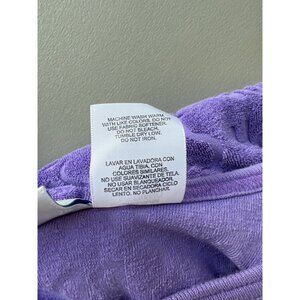 MACHINE WASH WARM
WITH LIKE COLORS. DO NOT
USE FABRIC SOFTENER.
DO NOT BLEACH.
TUMBLE DRY LOW.
DO NOT IRON.
LAVAR EN LAVADORA CON
AGUA TIBIA, CON
COLORES SIMILARES.
NO USE SUAVIZANTE DE TELA.
NO USAR BLANQUEADOR.
SECAR EN SECADORA CICLO
LENTO. NO PLANCHAR.